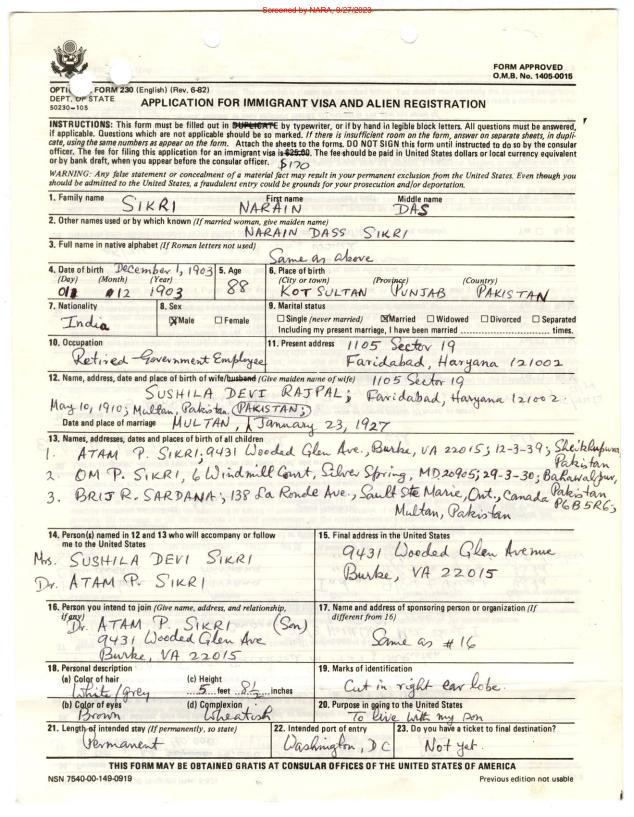 Screened by NARA, 9/27/2023
FORM APPROVED
O.M.B. No. 1405-0015
OPTI FORM 230 (English) (Rev. 6-82)
DEPT. OF STATE
50230-105
APPLICATION FOR IMMIGRANT VISA AND ALIEN REGISTRATION
INSTRUCTIONS: This form must be filled out in DUPLICATE by typewriter, or if by hand in legible block letters. All questions must be answered,
if applicable. Questions which are not applicable should be so marked. If there is insufficient room on the form, answer on separate sheets, in dupli-
cate, using the same numbers as appear on the form. Attach the sheets to the forms. DO NOT SIGN this form until instructed to do so by the consular
officer. The fee for filing this application for an immigrant visa is $25.00. The fee should be paid in United States dollars or local currency equivalent
or by bank draft, when you appear before the consular officer. $170
WARNING: Any false statement or concealment of a material fact may result in your permanent exclusion from the United States. Even though you
should be admitted to the United States, a fraudulent entry could be grounds for your prosecution and/or deportation.
1. Family name First name Middle name
SIKRI NARAIN DAS
2. Other names used or by which known (If married woman, give maiden name)
NARAIN DASS SIKRI
3. Full name in native alphabet (If Roman letters not used)
Same as above
4. Date of birth December 1, 1903 5. Age 6. Place of birth
(Day) (Month) (Year) 88 (City or town) (Province) (Country)
01 12 1903 KOT SULTAN PUNJAB PAKISTAN
7. Nationality 8. Sex 9. Marital status
India Male Female Single (never married) Married Widowed Divorced Separated
Including my present marriage, I have been married ........ times.
10. Occupation 11. Present address 1105 Sector 19
Retired Government Employee Faridabad, Haryana 121002
12. Name, address, date and place of birth of wife/husband (Give maiden name of wife) 1105 Sector 19
SUSHILA DEVI RAJPAL; Faridabad, Haryana 121002.
May 10, 1910; Multan, Pakistan (PAKISTAN;)
Date and place of marriage MULTAN, January 23, 1927
13. Names, addresses, dates and places of birth of all children
1. ATAM P. SIKRI; 9431 Wooded Glen Ave., Burke, VA 22015; 12-3-39; Sheikhupura,
Pakistan
2. OM P. SIKRI, 6 Windmill Court, Silver Spring, MD 20905; 29-3-30; Bahawalpur,
Pakistan
3. BRIJ R. SARDANA; 138 La Ronde Ave., Sault Ste Marie, Ont., Canada
P6B 5R6;
Multan, Pakistan
14. Person(s) named in 12 and 13 who will accompany or follow
me to the United States
Mrs. SUSHILA DEVI SIKRI
Dr. ATAM P. SIKRI
15. Final address in the United States
9431 Wooded Glen Avenue
Burke, VA 22015
16. Person you intend to join (Give name, address, and relationship,
if any)
Dr. ATAM P. SIKRI (Son)
9431 Wooded Glen Ave
Burke, VA 22015
17. Name and address of sponsoring person or organization (If
different from 16)
Same as #16
18. Personal description
(a) Color of hair (c) Height
White/grey 5 feet 8½ inches
(b) Color of eyes (d) Complexion
Brown Wheatish
19. Marks of identification
Cut in right ear lobe.
20. Purpose in going to the United States
To live with my son
21. Length of intended stay (If permanently, so state)
Permanent
22. Intended port of entry
Washington, DC
23. Do you have a ticket to final destination?
Not yet.
THIS FORM MAY BE OBTAINED GRATIS AT CONSULAR OFFICES OF THE UNITED STATES OF AMERICA
NSN 7540-00-149-0919 Previous edition not usable